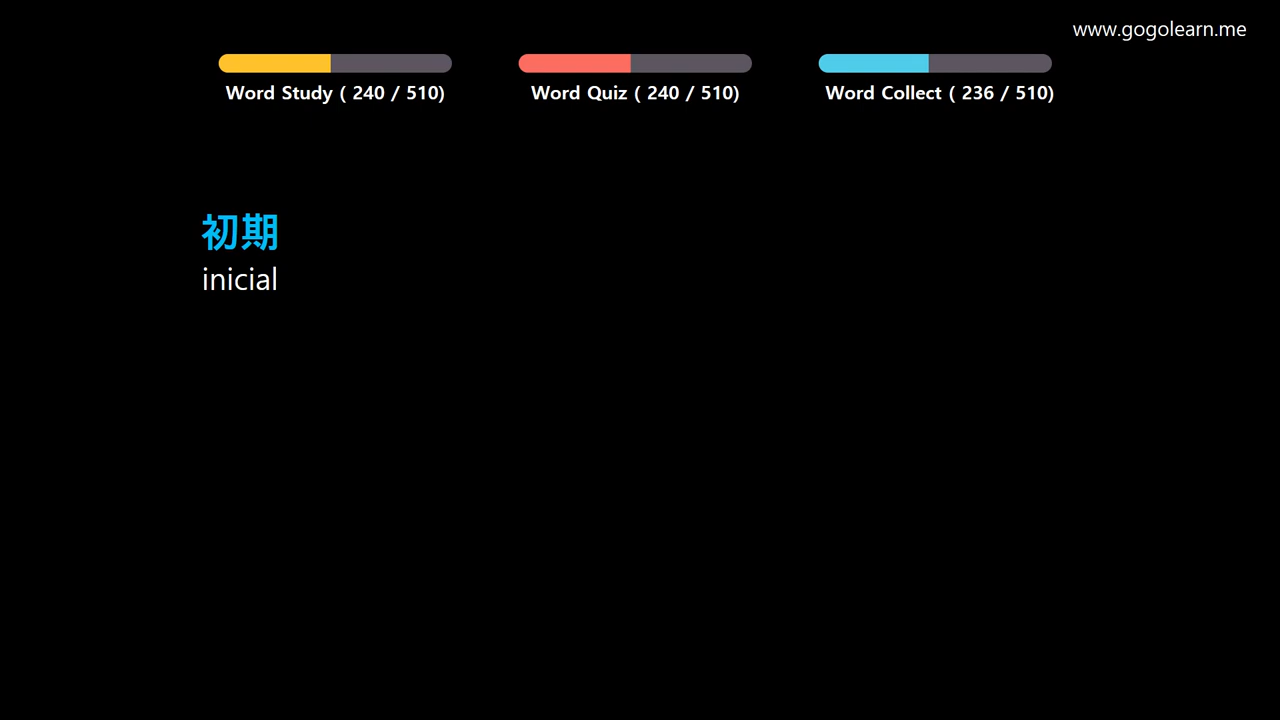 www.gogolearn.me
Word Study ( 240 / 510)
Word Quiz ( 240 / 510)
Word Collect ( 236 / 510)
初期
inicial